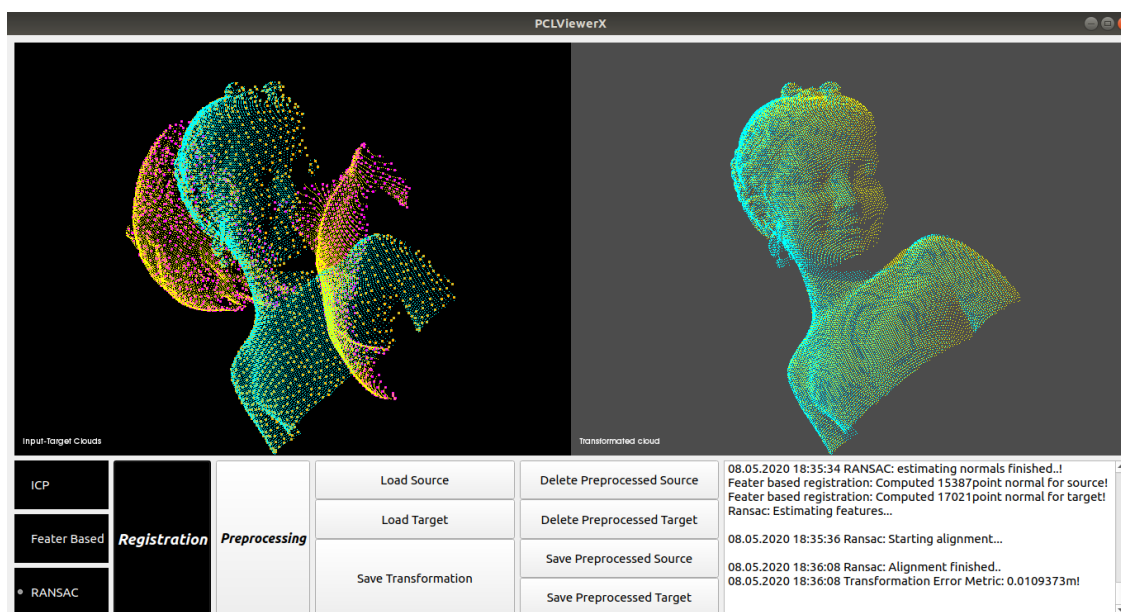 PCLViewerX
Input-Target Clouds
Transformated cloud
ICP
Feater Based
RANSAC
Registration
Preprocessing
Load Source
Load Target
Save Transformation
Delete Preprocessed Source
Delete Preprocessed Target
Save Preprocessed Source
Save Preprocessed Target
08.05.2020 18:35:34 RANSAC: estimating normals finished..!
Feater based registration: Computed 15387point normal for source!
Feater based registration: Computed 17021point normal for target!
Ransac: Estimating features...
08.05.2020 18:35:36 Ransac: Starting alignment...
08.05.2020 18:36:08 Ransac: Alignment finished..
08.05.2020 18:36:08 Transformation Error Metric: 0.0109373m!